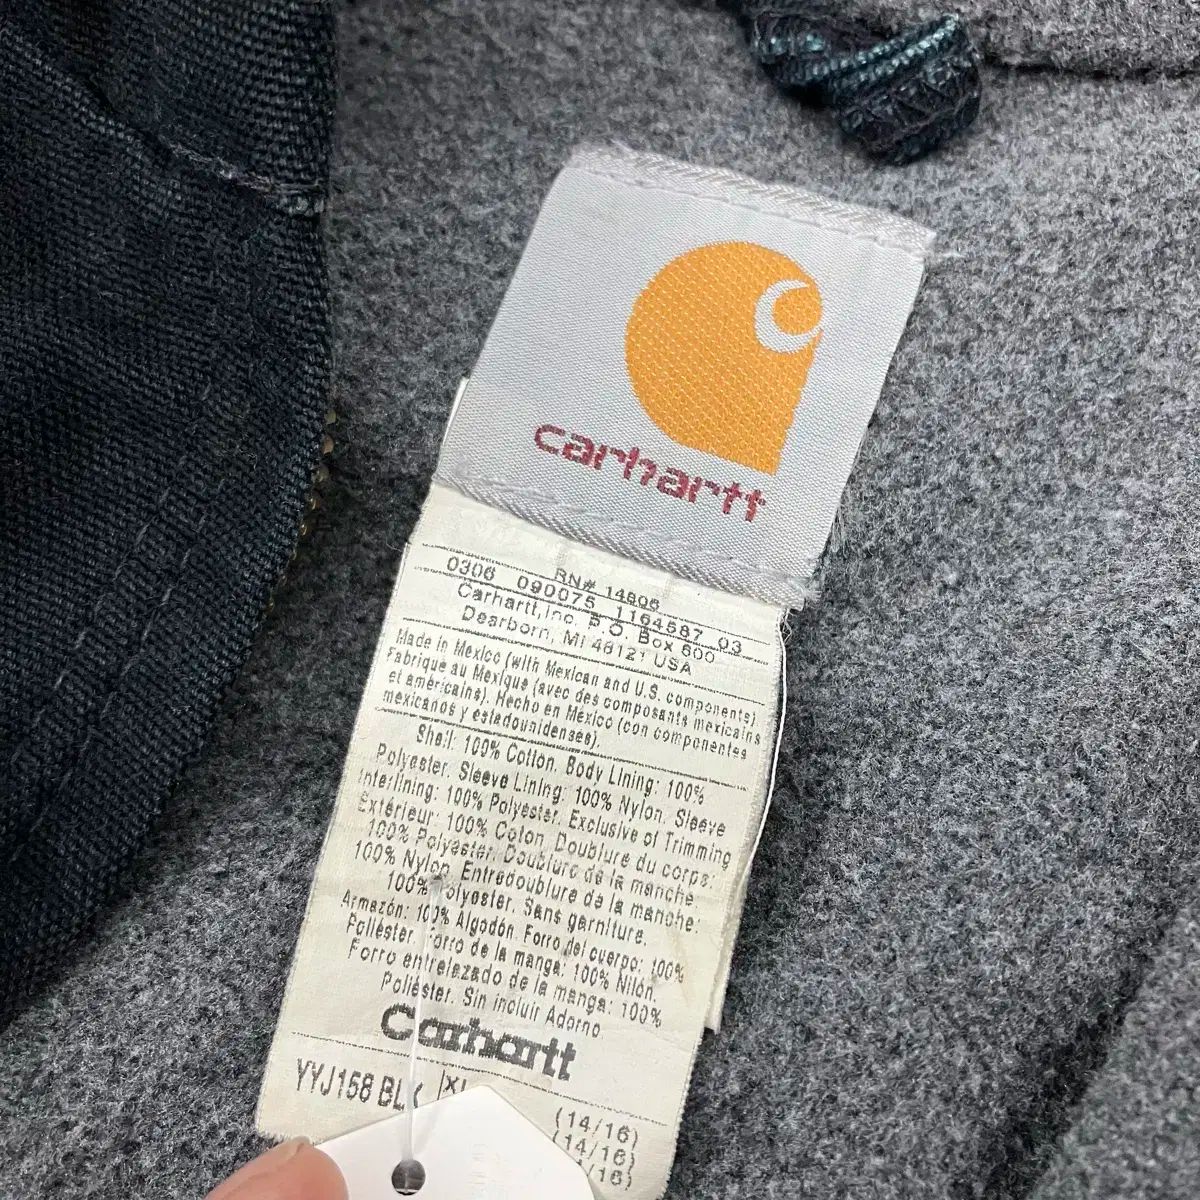 carhartt
RN# 14806
0306 090075 1164587 03
Carhartt, Inc. P.O. Box 600
Dearborn, MI 48121 USA
Made in Mexico (with Mexican and U.S. components)
Fabriqué au Mexique (avec des composants mexicains
et américains). Hecho en México (con componentes
mexicanos y estadounidenses).
Shell: 100% Cotton. Body Lining: 100%
Polyester. Sleeve Lining: 100% Nylon. Sleeve
Interlining: 100% Polyester. Exclusive of Trimming
Extérieur: 100% Coton. Doublure du corps:
100% Polyester. Doublure de la manche:
100% Nylon. Entredoublure de la manche:
100% Polyester. Sans garniture.
Armazón: 100% Algodón. Forro del cuerpo: 100%
Poliéster. Forro de la manga: 100% Nilón.
Forro entrelazado de la manga: 100%
Poliéster. Sin incluir Adorno.
Carhartt
YYJ158 BLK XL (14/16)
(14/16)
/16)